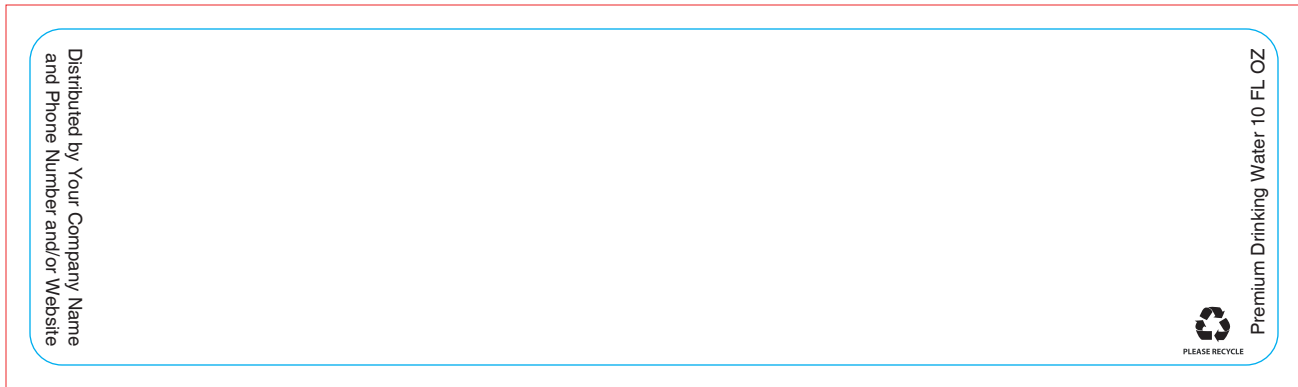 Distributed by Your Company Name
and Phone Number and/or Website
PLEASE RECYCLE
Premium Drinking Water 10 FL OZ